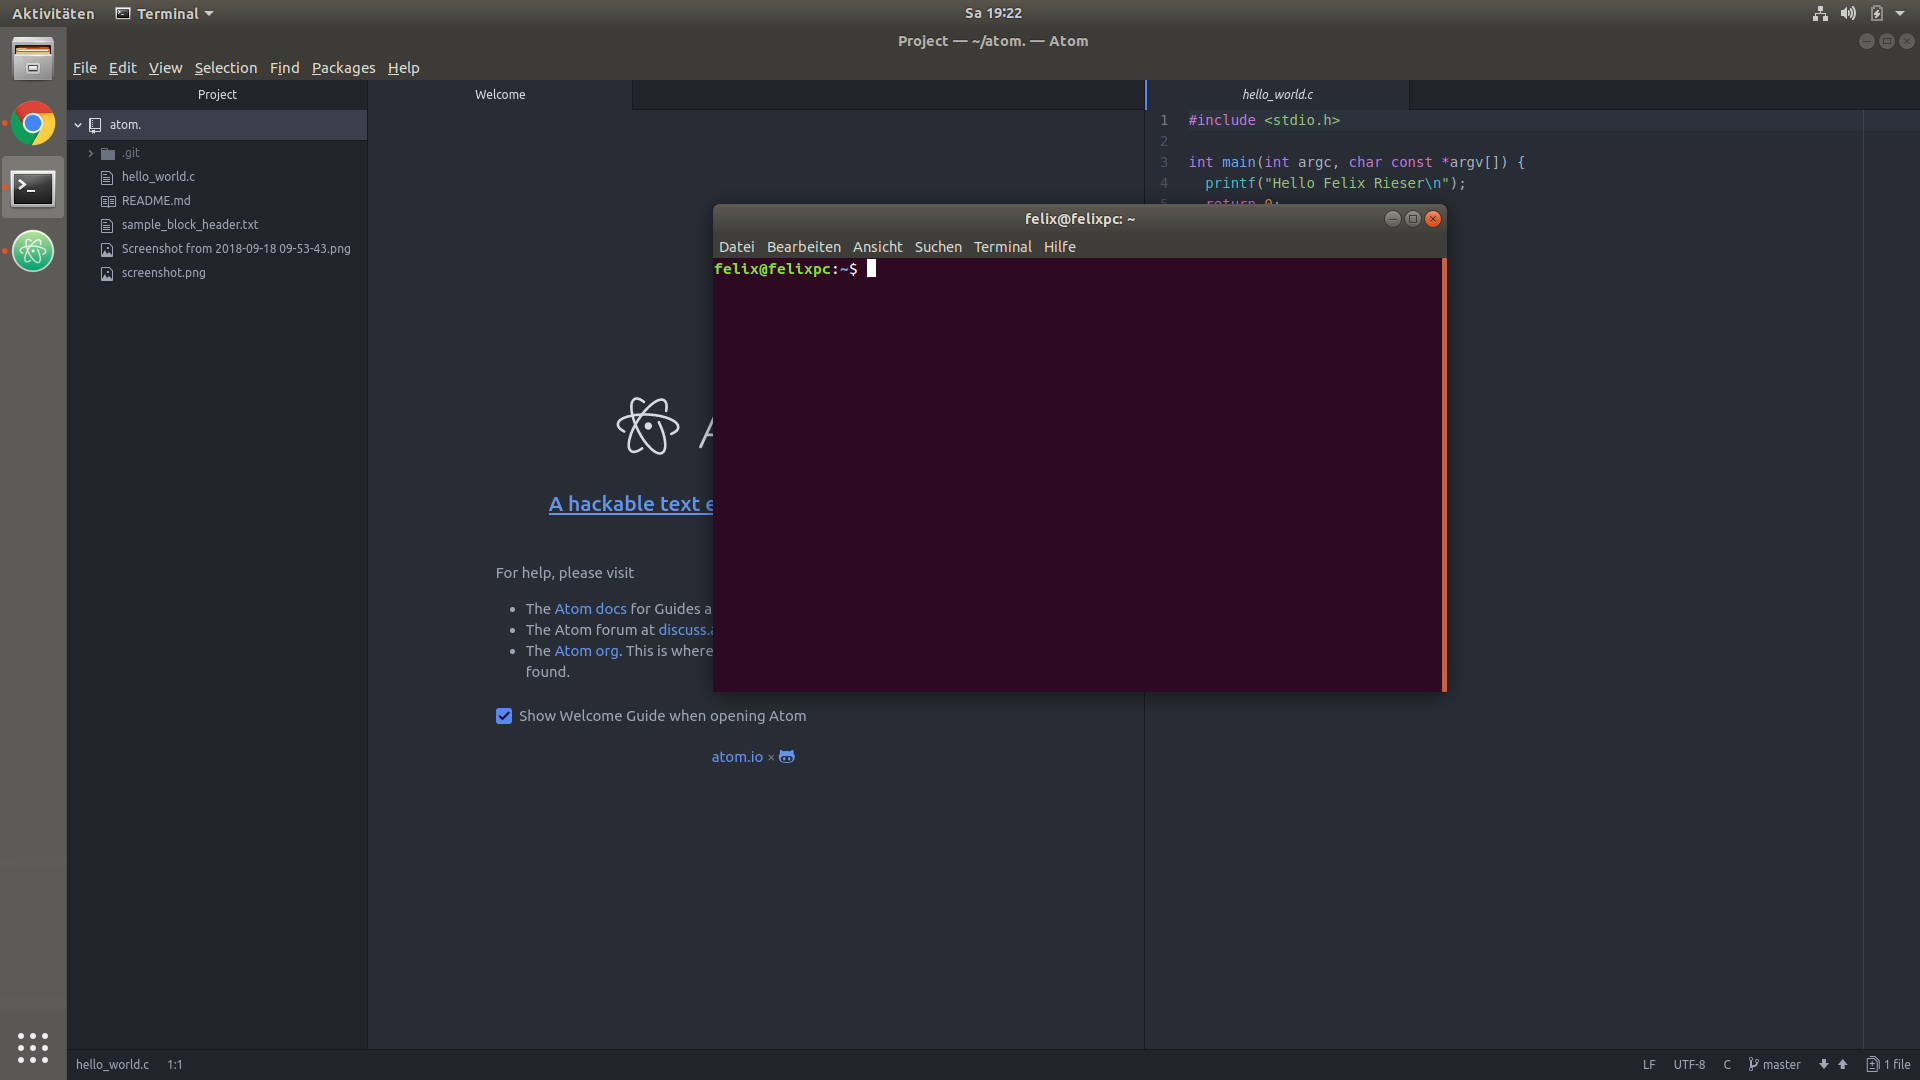 Aktivitäten Terminal Sa 19:22
Project — ~/atom. — Atom
File Edit View Selection Find Packages Help
Project
atom.
.git
hello_world.c
README.md
sample_block_header.txt
Screenshot from 2018-09-18 09-53-43.png
screenshot.png
Welcome
A hackable text
For help, please visit
The Atom docs for Guides
The Atom forum at
The Atom org. This is where
found.
Show Welcome Guide when opening Atom
atom.io ×
hello_world.c
1 #include <stdio.h>
2
3 int main(int argc, char const *argv[]) {
4 printf("Hello Felix Rieser\n");
5 return 0;
felix@felixpc: ~
Datei Bearbeiten Ansicht Suchen Terminal Hilfe
felix@felixpc:~$
hello_world.c 1:1 LF UTF-8 C master 1 file